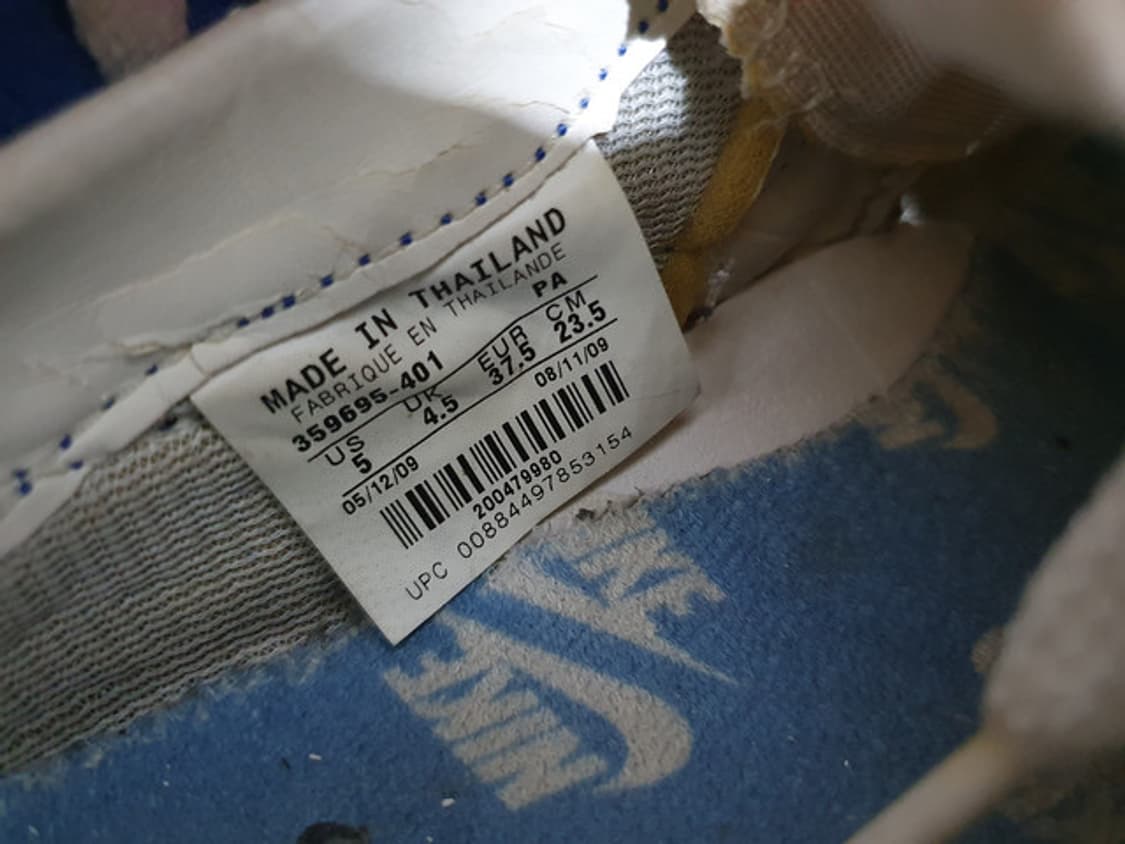 MADE IN THAILAND
FABRIQUE EN THAILANDE
359695-401 PA
US UK EUR CM
5 4.5 37.5 23.5
05/12/09 08/11/09
200479980
UPC 00884497853154
NIKE
NIKE